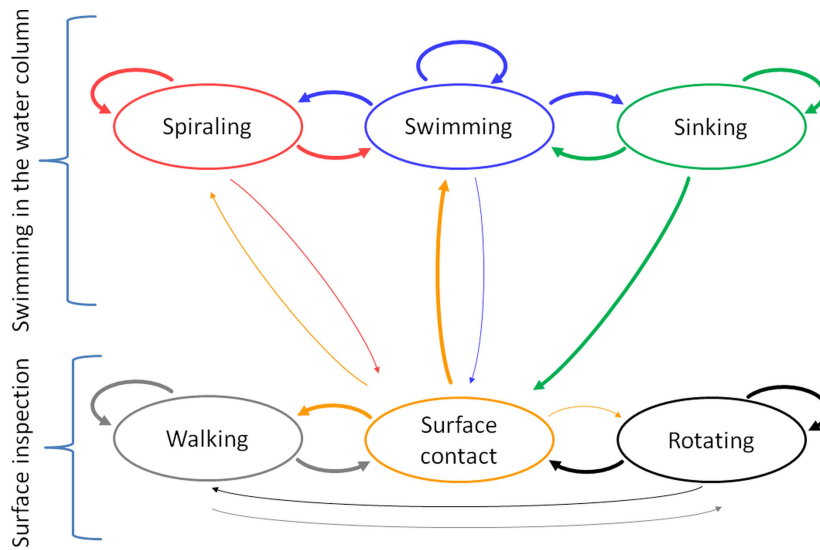 Swimming in the water column
Spiraling
Swimming
Sinking
Surface inspection
Walking
Surface
contact
Rotating